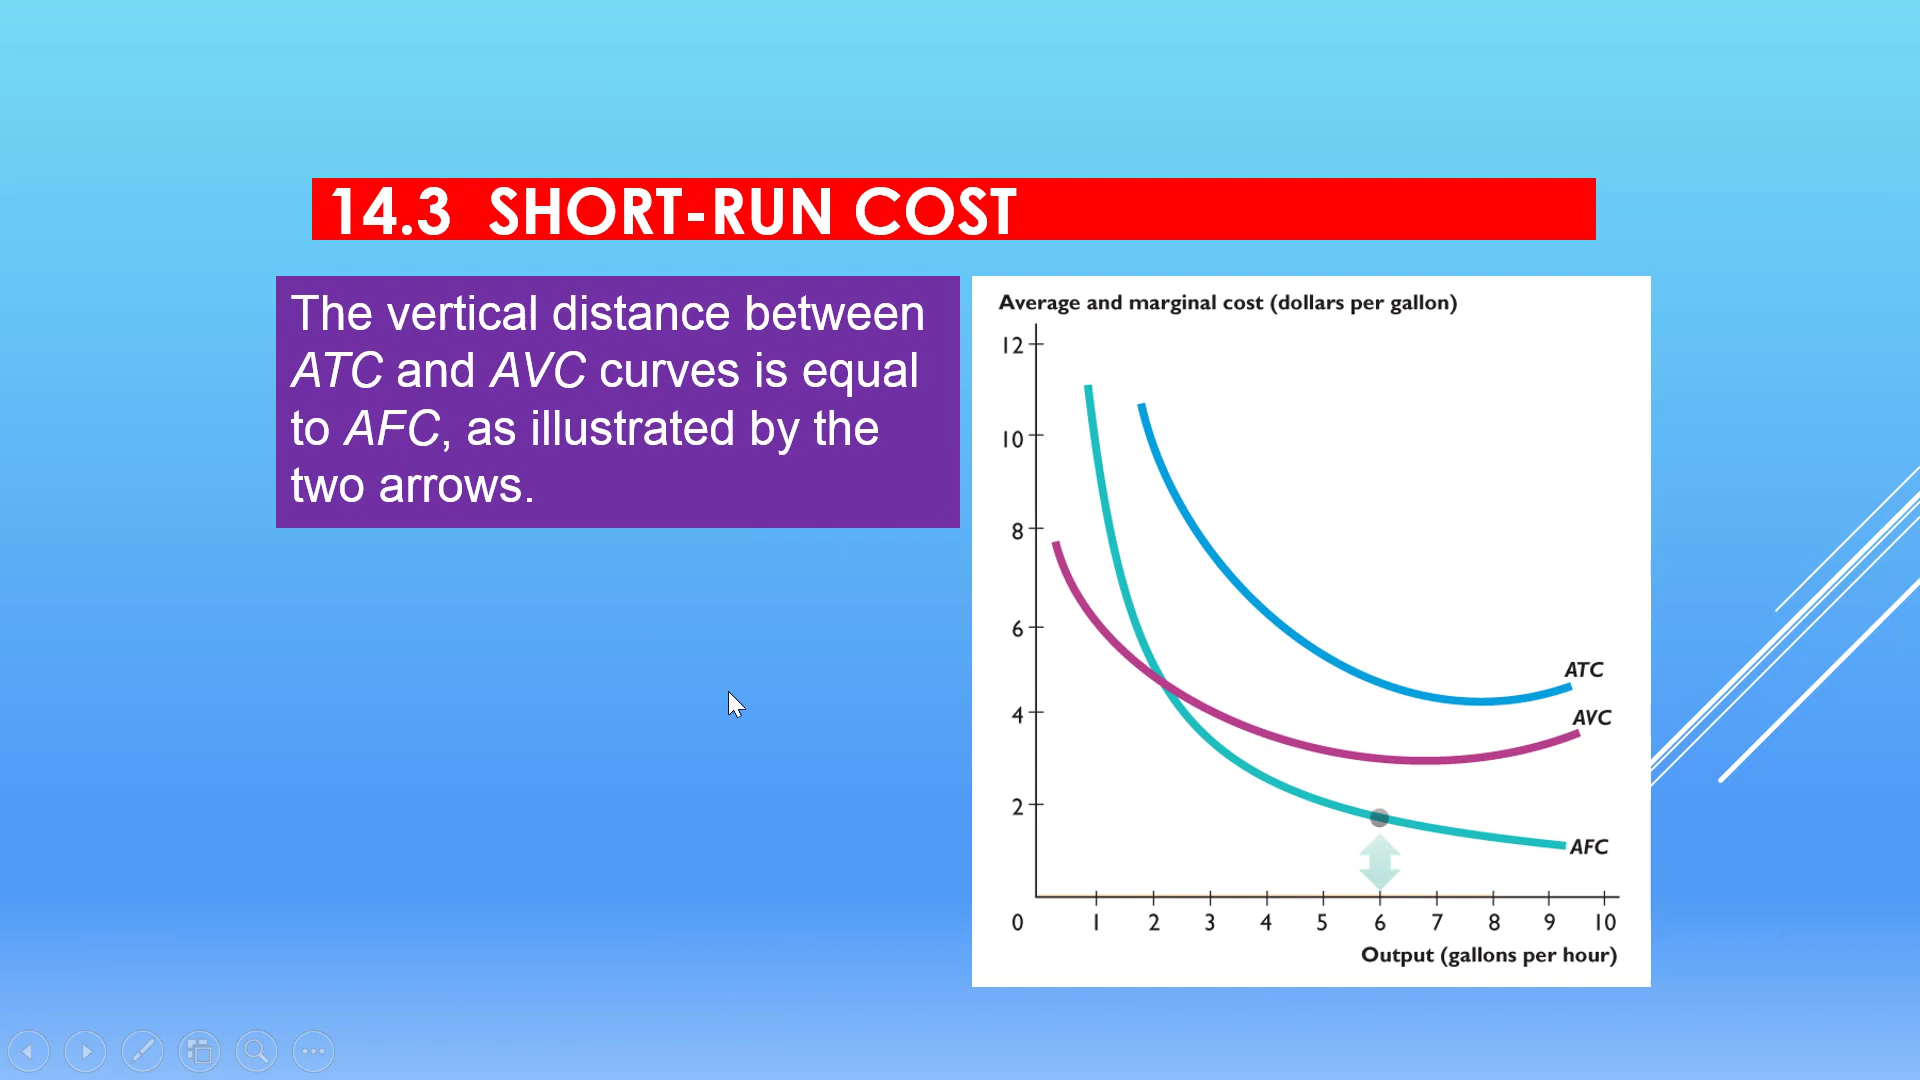 14.3 SHORT-RUN COST
The vertical distance between
ATC and AVC curves is equal
to AFC, as illustrated by the
two arrows.
Average and marginal cost (dollars per gallon)
12
10
8
6
4
2
ATC
AVC
AFC
0 1 2 3 4 5 6 7 8 9 10
Output (gallons per hour)